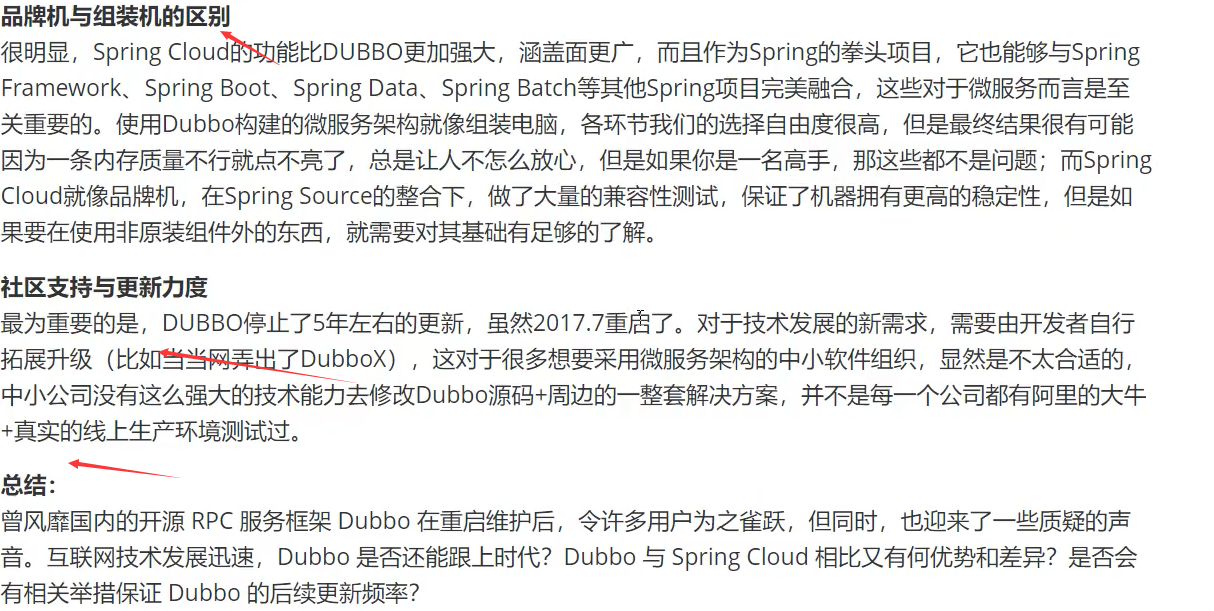 品牌机与组装机的区别
很明显，Spring Cloud的功能比DUBBO更加强大，涵盖面更广，而且作为Spring的拳头项目，它也能够与Spring
Framework、Spring Boot、Spring Data、Spring Batch等其他Spring项目完美融合，这些对于微服务而言是至
关重要的。使用Dubbo构建的微服务架构就像组装电脑，各环节我们的选择自由度很高，但是最终结果很有可能
因为一条内存质量不行就点不亮了，总是让人不怎么放心，但是如果你是一名高手，那这些都不是问题；而Spring
Cloud就像品牌机，在Spring Source的整合下，做了大量的兼容性测试，保证了机器拥有更高的稳定性，但是如
果要在使用非原装组件外的东西，就需要对其基础有足够的了解。
社区支持与更新力度
最为重要的是，DUBBO停止了5年左右的更新，虽然2017.7重启了。对于技术发展的新需求，需要由开发者自行
拓展升级（比如当当网弄出了DubboX），这对于很多想要采用微服务架构的中小软件组织，显然是不太合适的，
中小公司没有这么强大的技术能力去修改Dubbo源码+周边的一整套解决方案，并不是每一个公司都有阿里的大牛
+真实的线上生产环境测试过。
总结：
曾风靡国内的开源 RPC 服务框架 Dubbo 在重启维护后，令许多用户为之雀跃，但同时，也迎来了一些质疑的声
音。互联网技术发展迅速，Dubbo 是否还能跟上时代？Dubbo 与 Spring Cloud 相比又有何优势和差异？是否会
有相关举措保证 Dubbo 的后续更新频率？